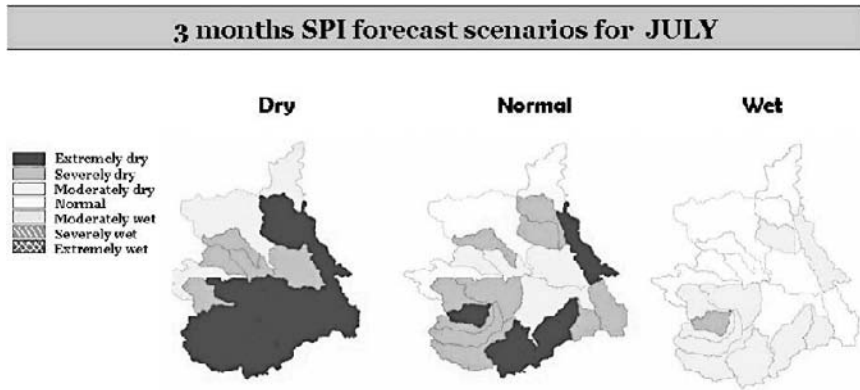 3 months SPI forecast scenarios for JULY
Dry
Normal
Wet
Extremely dry
Severely dry
Moderately dry
Normal
Moderately wet
Severely wet
Extremely wet